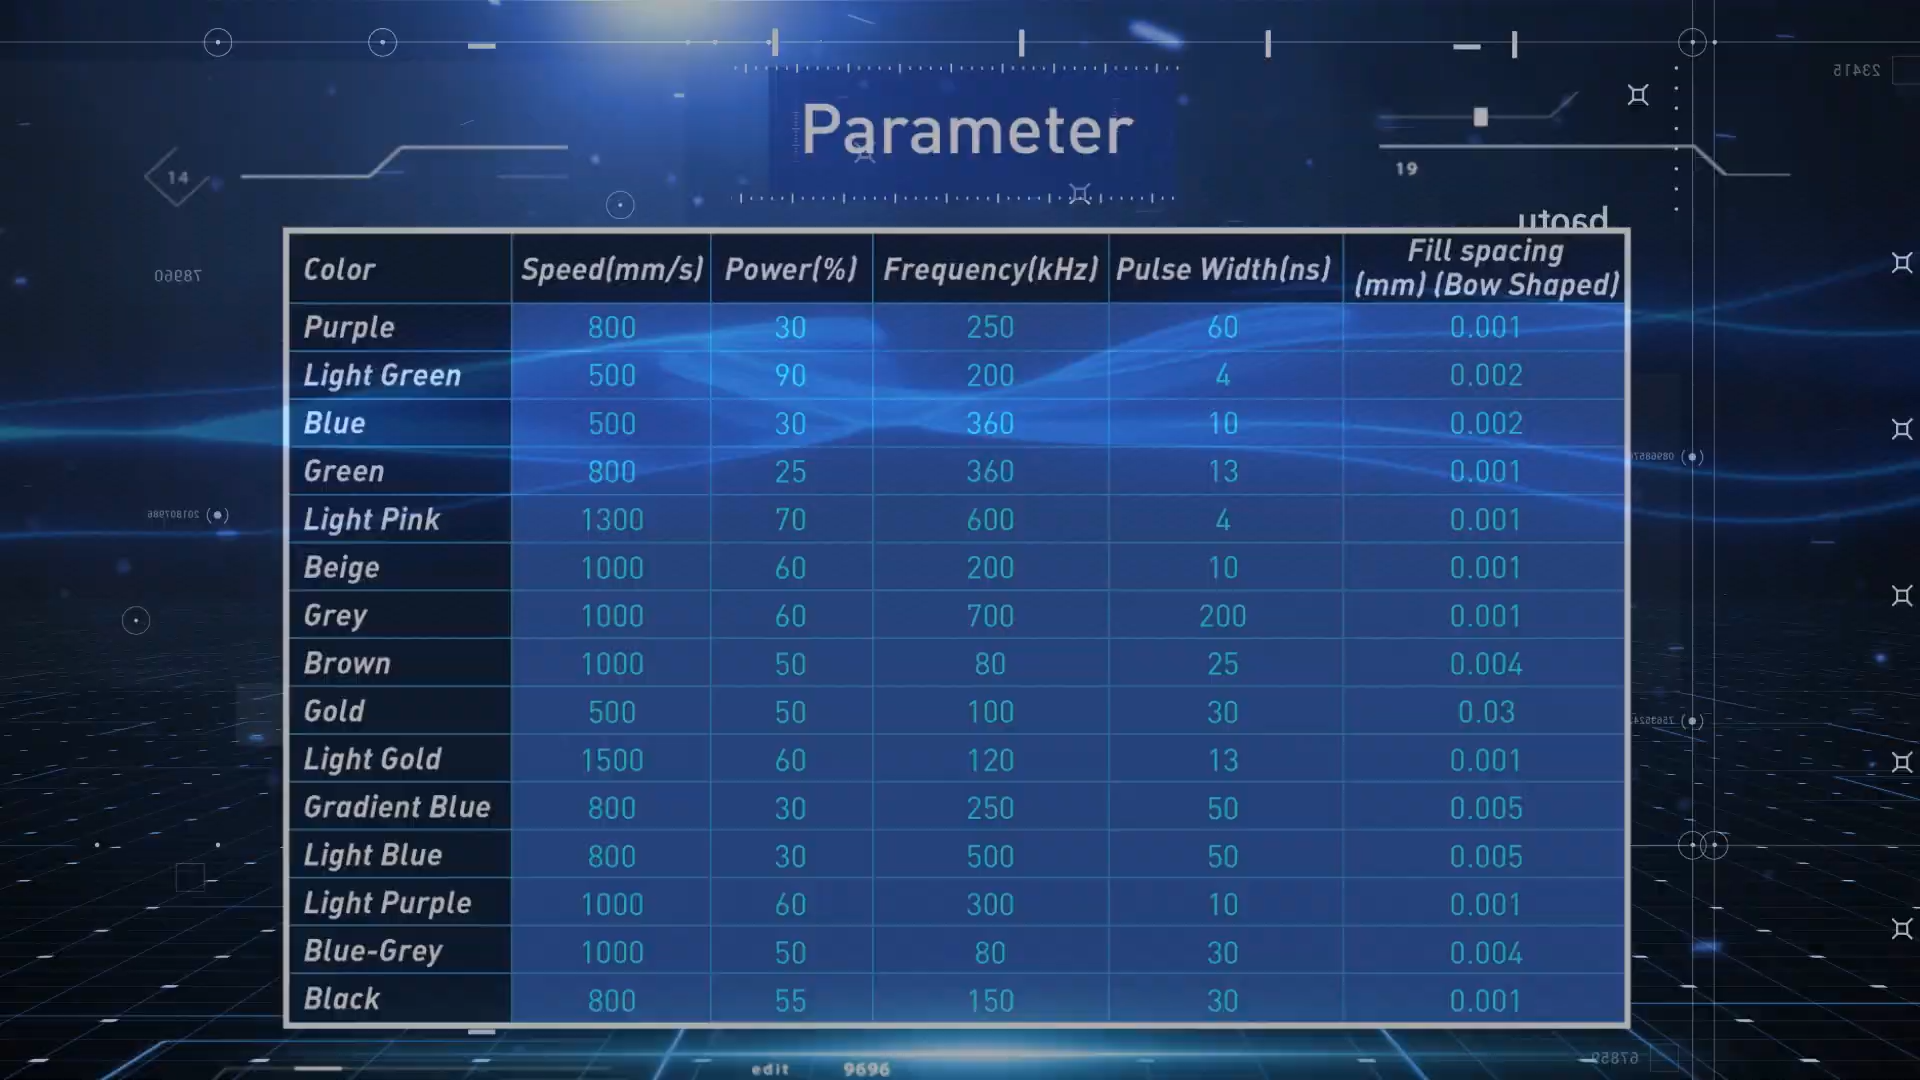 Parameter
14
19
23415
78960
baotu
Color Speed(mm/s) Power(%) Frequency(kHz) Pulse Width(ns) Fill spacing
(mm) (Bow Shaped)
Purple 800 30 250 60 0.001
Light Green 500 90 200 4 0.002
Blue 500 30 360 10 0.002
Green 800 25 360 13 0.001
Light Pink 1300 70 600 4 0.001
Beige 1000 60 200 10 0.001
Grey 1000 60 700 200 0.001
Brown 1000 50 80 25 0.004
Gold 500 50 100 30 0.03
Light Gold 1500 60 120 13 0.001
Gradient Blue 800 30 250 50 0.005
Light Blue 800 30 500 50 0.005
Light Purple 1000 60 300 10 0.001
Blue-Grey 1000 50 80 30 0.004
Black 800 55 150 30 0.001
201807986
edit 9696
67859